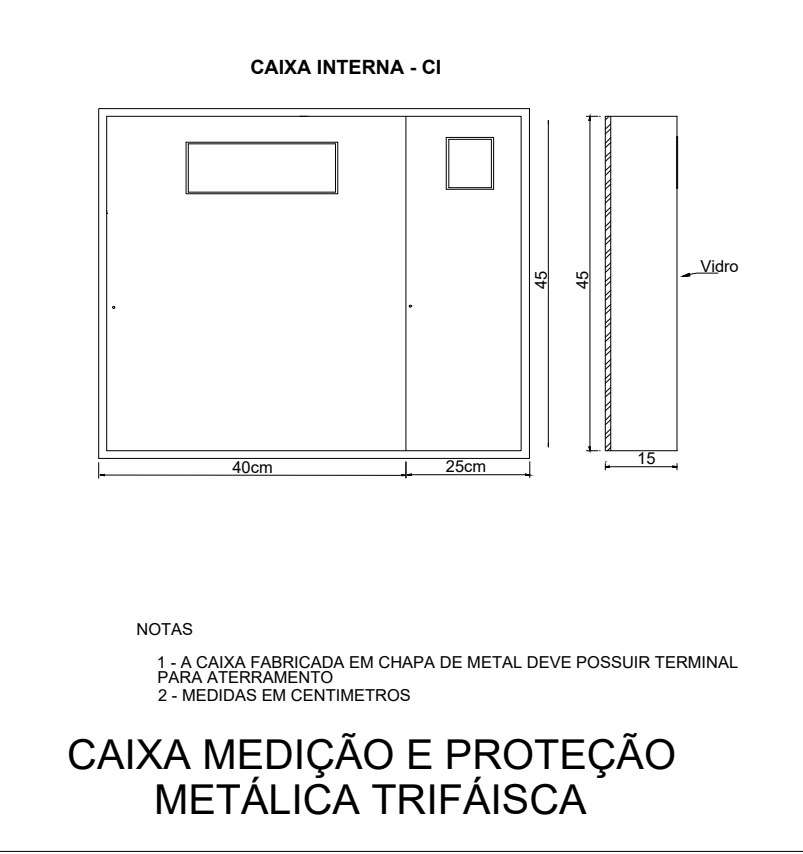 CAIXA INTERNA - CI
45
45
Vidro
40cm
25cm
15
NOTAS
1 - A CAIXA FABRICADA EM CHAPA DE METAL DEVE POSSUIR TERMINAL
PARA ATERRAMENTO
2 - MEDIDAS EM CENTIMETROS
CAIXA MEDIÇÃO E PROTEÇÃO
METÁLICA TRIFÁISCA